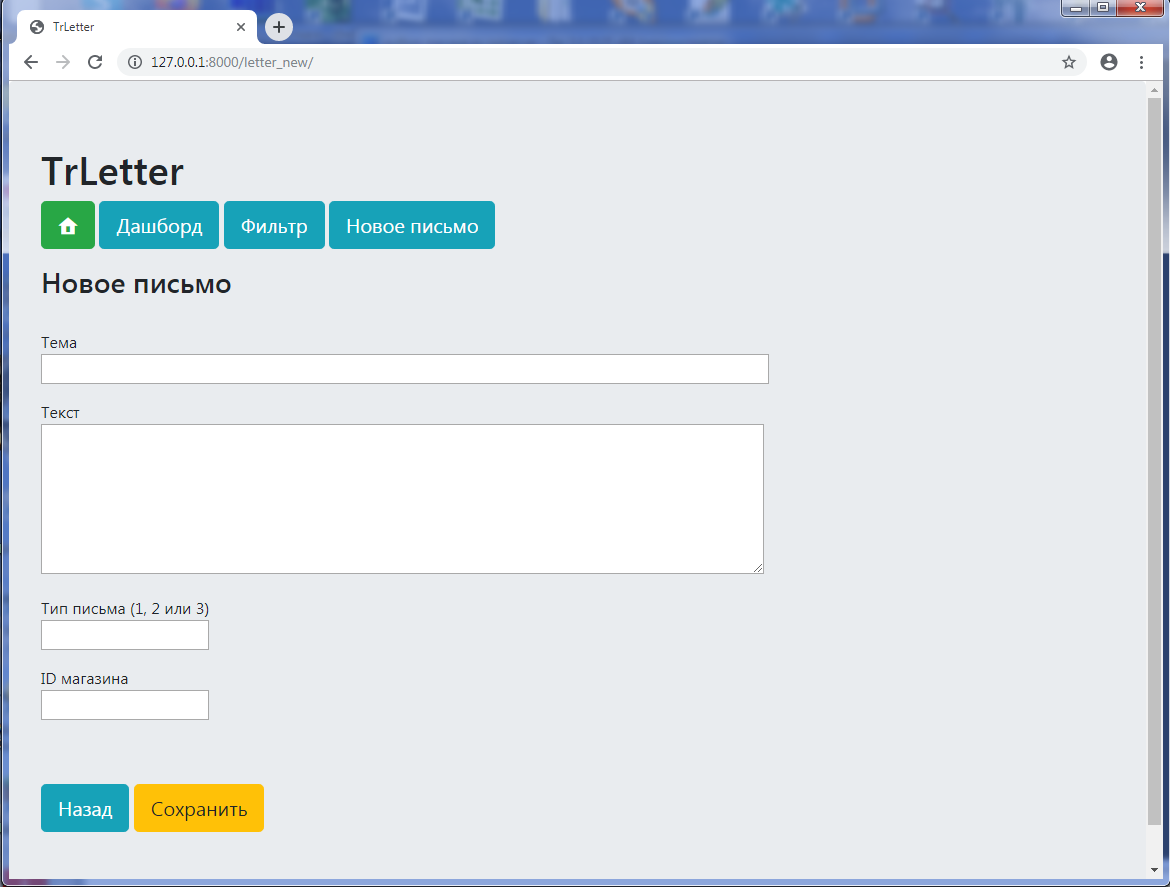 TrLetter
127.0.0.1:8000/letter_new/
TrLetter
Дашборд Фильтр Новое письмо
Новое письмо
Тема
Текст
Тип письма (1, 2 или 3)
ID магазина
Назад Сохранить